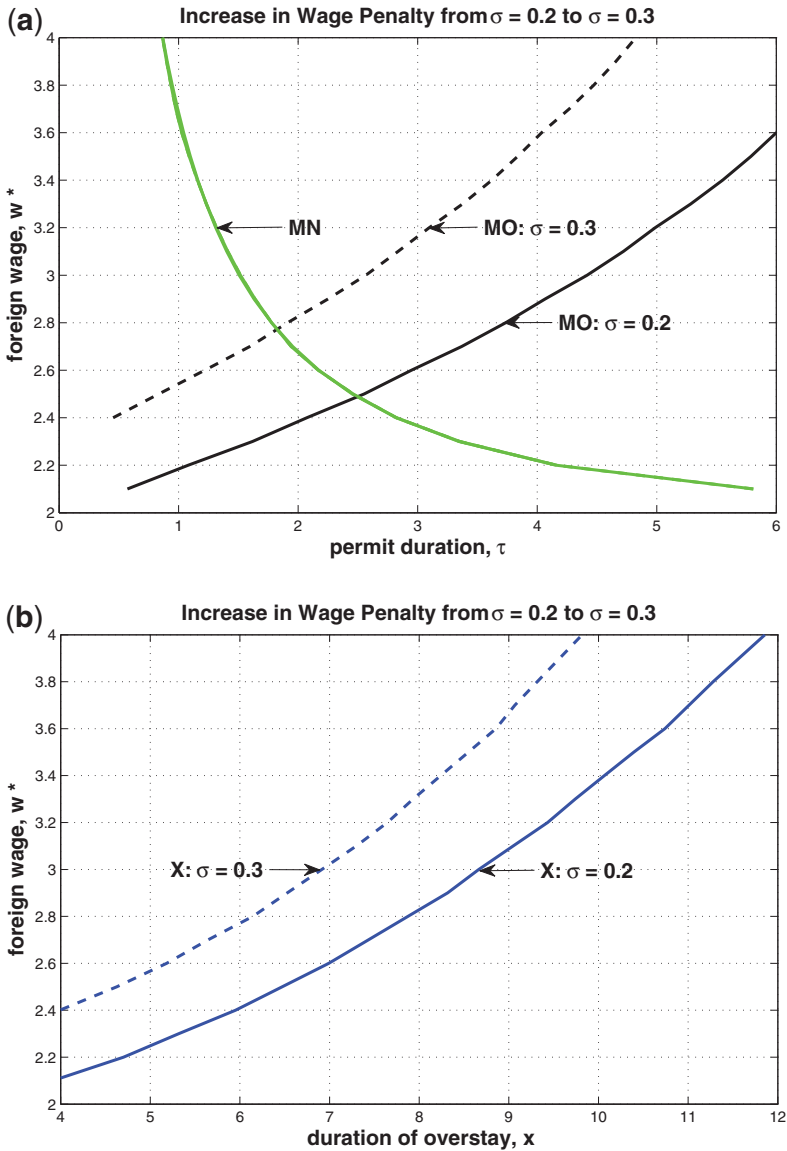 (a)
Increase in Wage Penalty from σ = 0.2 to σ = 0.3
4
3.8
3.6
3.4
3.2
3
2.8
2.6
2.4
2.2
2
foreign wage, w *
MN
MO: σ = 0.3
MO: σ = 0.2
0 1 2 3 4 5 6
permit duration, τ
(b)
Increase in Wage Penalty from σ = 0.2 to σ = 0.3
4
3.8
3.6
3.4
3.2
3
2.8
2.6
2.4
2.2
2
foreign wage, w *
X: σ = 0.3
X: σ = 0.2
4 5 6 7 8 9 10 11 12
duration of overstay, x